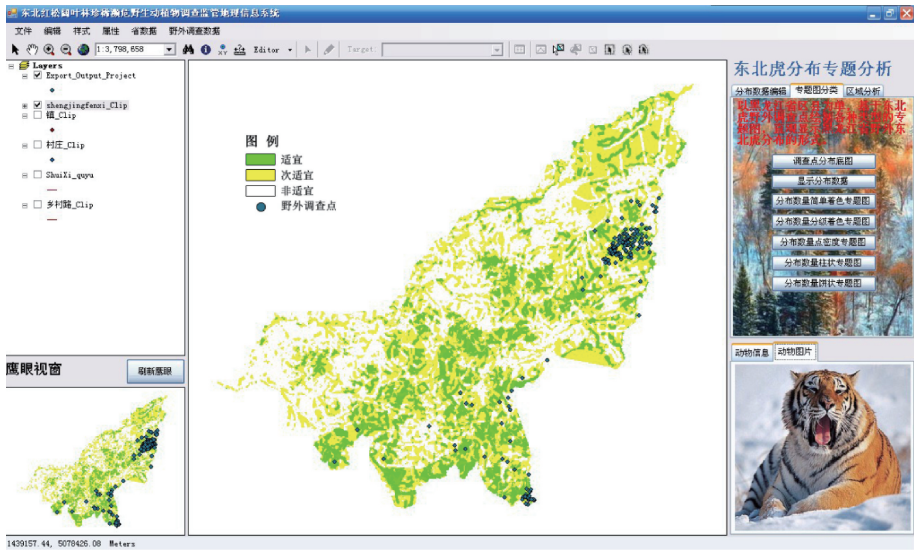 东北红松阔叶林珍稀濒危野生动植物调查监管地理信息系统
文件 编辑 样式 属性 省数据 野外调查数据
1:3,798,658 Editor Target:
Layers
Export_Output_Project
shengjingfenxi_Clip
镇_Clip
村庄_Clip
ShuiXi_quyu
乡村路_Clip
鹰眼视窗 刷新鹰眼
图 例
适宜
次适宜
非适宜
野外调查点
东北虎分布专题分析
分布数据编辑 专题图分类 区域分析
北虎分布的形式。
调查点分布底图
显示分布数据
分布数量简单着色专题图
分布数量分级着色专题图
分布数量点密度专题图
分布数量柱状专题图
分布数量饼状专题图
动物信息 动物图片
1439157.44, 5078426.08 Meters